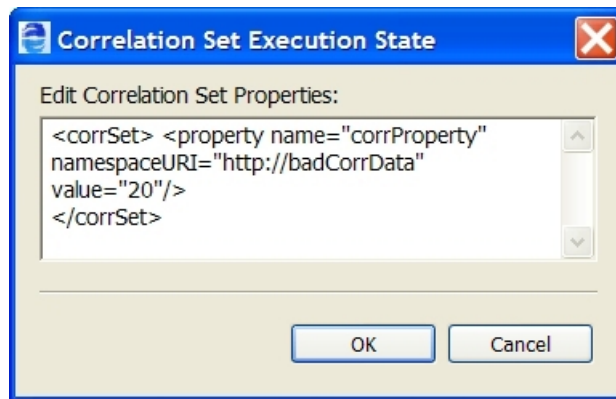 Correlation Set Execution State
Edit Correlation Set Properties:
<corrSet> <property name="corrProperty"
namespaceURI="http://badCorrData"
value="20"/>
</corrSet>
OK
Cancel